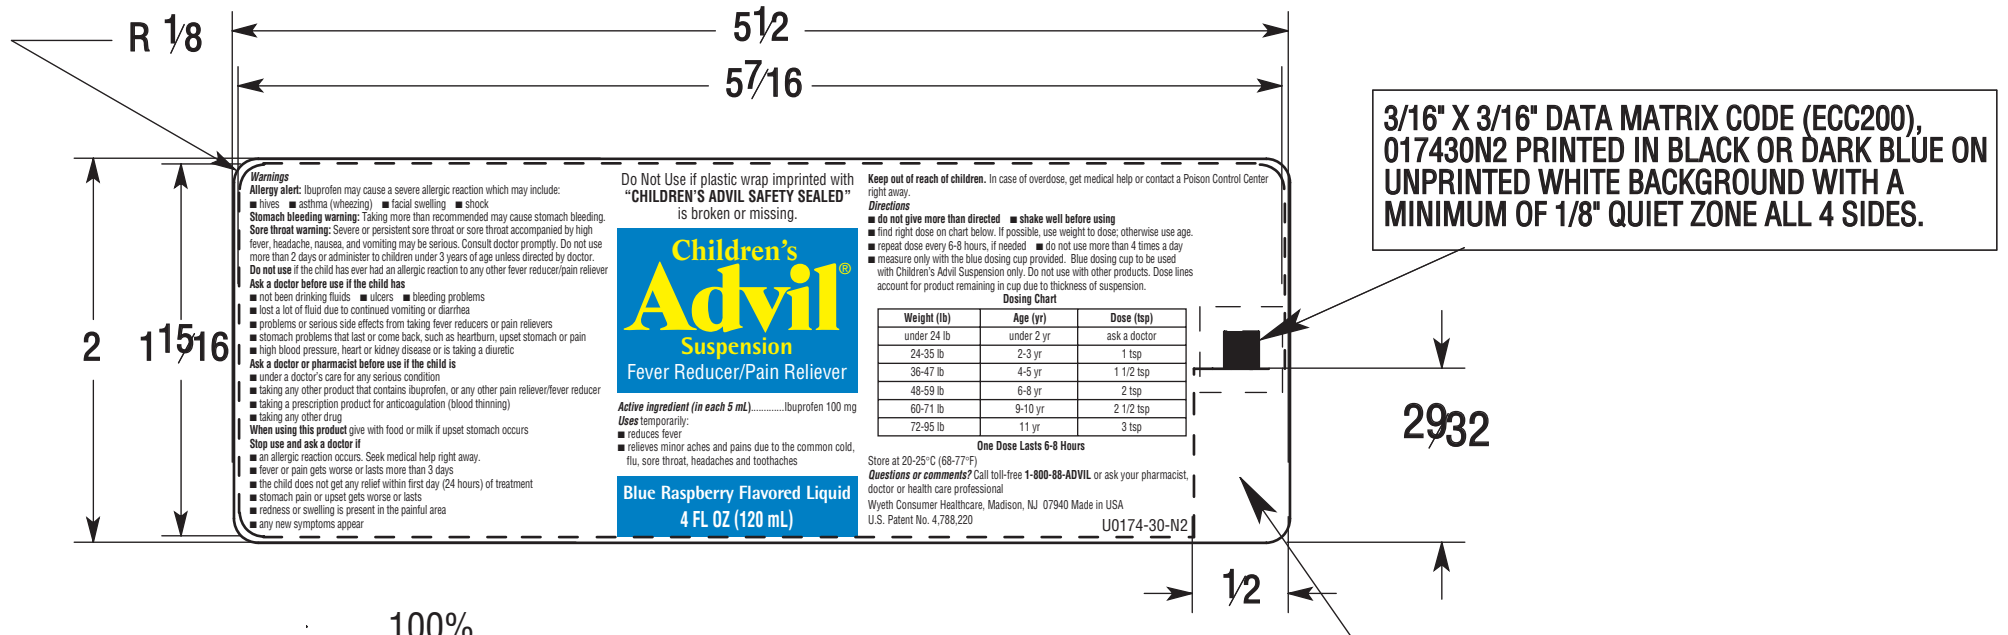 R 1/8
5 1/2
5 7/16
3/16" X 3/16" DATA MATRIX CODE (ECC200),
017430N2 PRINTED IN BLACK OR DARK BLUE ON
UNPRINTED WHITE BACKGROUND WITH A
MINIMUM OF 1/8" QUIET ZONE ALL 4 SIDES.
2
1 15/16
Warnings
Allergy alert: Ibuprofen may cause a severe allergic reaction which may include:
■ hives ■ asthma (wheezing) ■ facial swelling ■ shock
Stomach bleeding warning: Taking more than recommended may cause stomach bleeding.
Sore throat warning: Severe or persistent sore throat or sore throat accompanied by high
fever, headache, nausea, and vomiting may be serious. Consult doctor promptly. Do not use
more than 2 days or administer to children under 3 years of age unless directed by doctor.
Do not use if the child has ever had an allergic reaction to any other fever reducer/pain reliever
Ask a doctor before use if the child has
■ not been drinking fluids ■ ulcers ■ bleeding problems
■ lost a lot of fluid due to continued vomiting or diarrhea
■ problems or serious side effects from taking fever reducers or pain relievers
■ stomach problems that last or come back, such as heartburn, upset stomach or pain
■ high blood pressure, heart or kidney disease or is taking a diuretic
Ask a doctor or pharmacist before use if the child is
■ under a doctor's care for any serious condition
■ taking any other product that contains ibuprofen, or any other pain reliever/fever reducer
■ taking a prescription product for anticoagulation (blood thinning)
■ taking any other drug
When using this product give with food or milk if upset stomach occurs
Stop use and ask a doctor if
■ an allergic reaction occurs. Seek medical help right away.
■ fever or pain gets worse or lasts more than 3 days
■ the child does not get any relief within first day (24 hours) of treatment
■ stomach pain or upset gets worse or lasts
■ redness or swelling is present in the painful area
■ any new symptoms appear
Do Not Use if plastic wrap imprinted with
“CHILDREN’S ADVIL SAFETY SEALED”
is broken or missing.
Children’s
Advil®
Suspension
Fever Reducer/Pain Reliever
Active ingredient (in each 5 mL).............Ibuprofen 100 mg
Uses temporarily:
■ reduces fever
■ relieves minor aches and pains due to the common cold,
flu, sore throat, headaches and toothaches
Blue Raspberry Flavored Liquid
4 FL OZ (120 mL)
Keep out of reach of children. In case of overdose, get medical help or contact a Poison Control Center
right away.
Directions
■ do not give more than directed ■ shake well before using
■ find right dose on chart below. If possible, use weight to dose; otherwise use age.
■ repeat dose every 6-8 hours, if needed ■ do not use more than 4 times a day
■ measure only with the blue dosing cup provided. Blue dosing cup to be used
with Children's Advil Suspension only. Do not use with other products. Dose lines
account for product remaining in cup due to thickness of suspension.
Dosing Chart
Weight (lb) Age (yr) Dose (tsp)
under 24 lb under 2 yr ask a doctor
24-35 lb 2-3 yr 1 tsp
36-47 lb 4-5 yr 1 1/2 tsp
48-59 lb 6-8 yr 2 tsp
60-71 lb 9-10 yr 2 1/2 tsp
72-95 lb 11 yr 3 tsp
One Dose Lasts 6-8 Hours
Store at 20-25°C (68-77°F)
Questions or comments? Call toll-free 1-800-88-ADVIL or ask your pharmacist,
doctor or health care professional
Wyeth Consumer Healthcare, Madison, NJ 07940 Made in USA
U.S. Patent No. 4,788,220
U0174-30-N2
29/32
1/2
100%